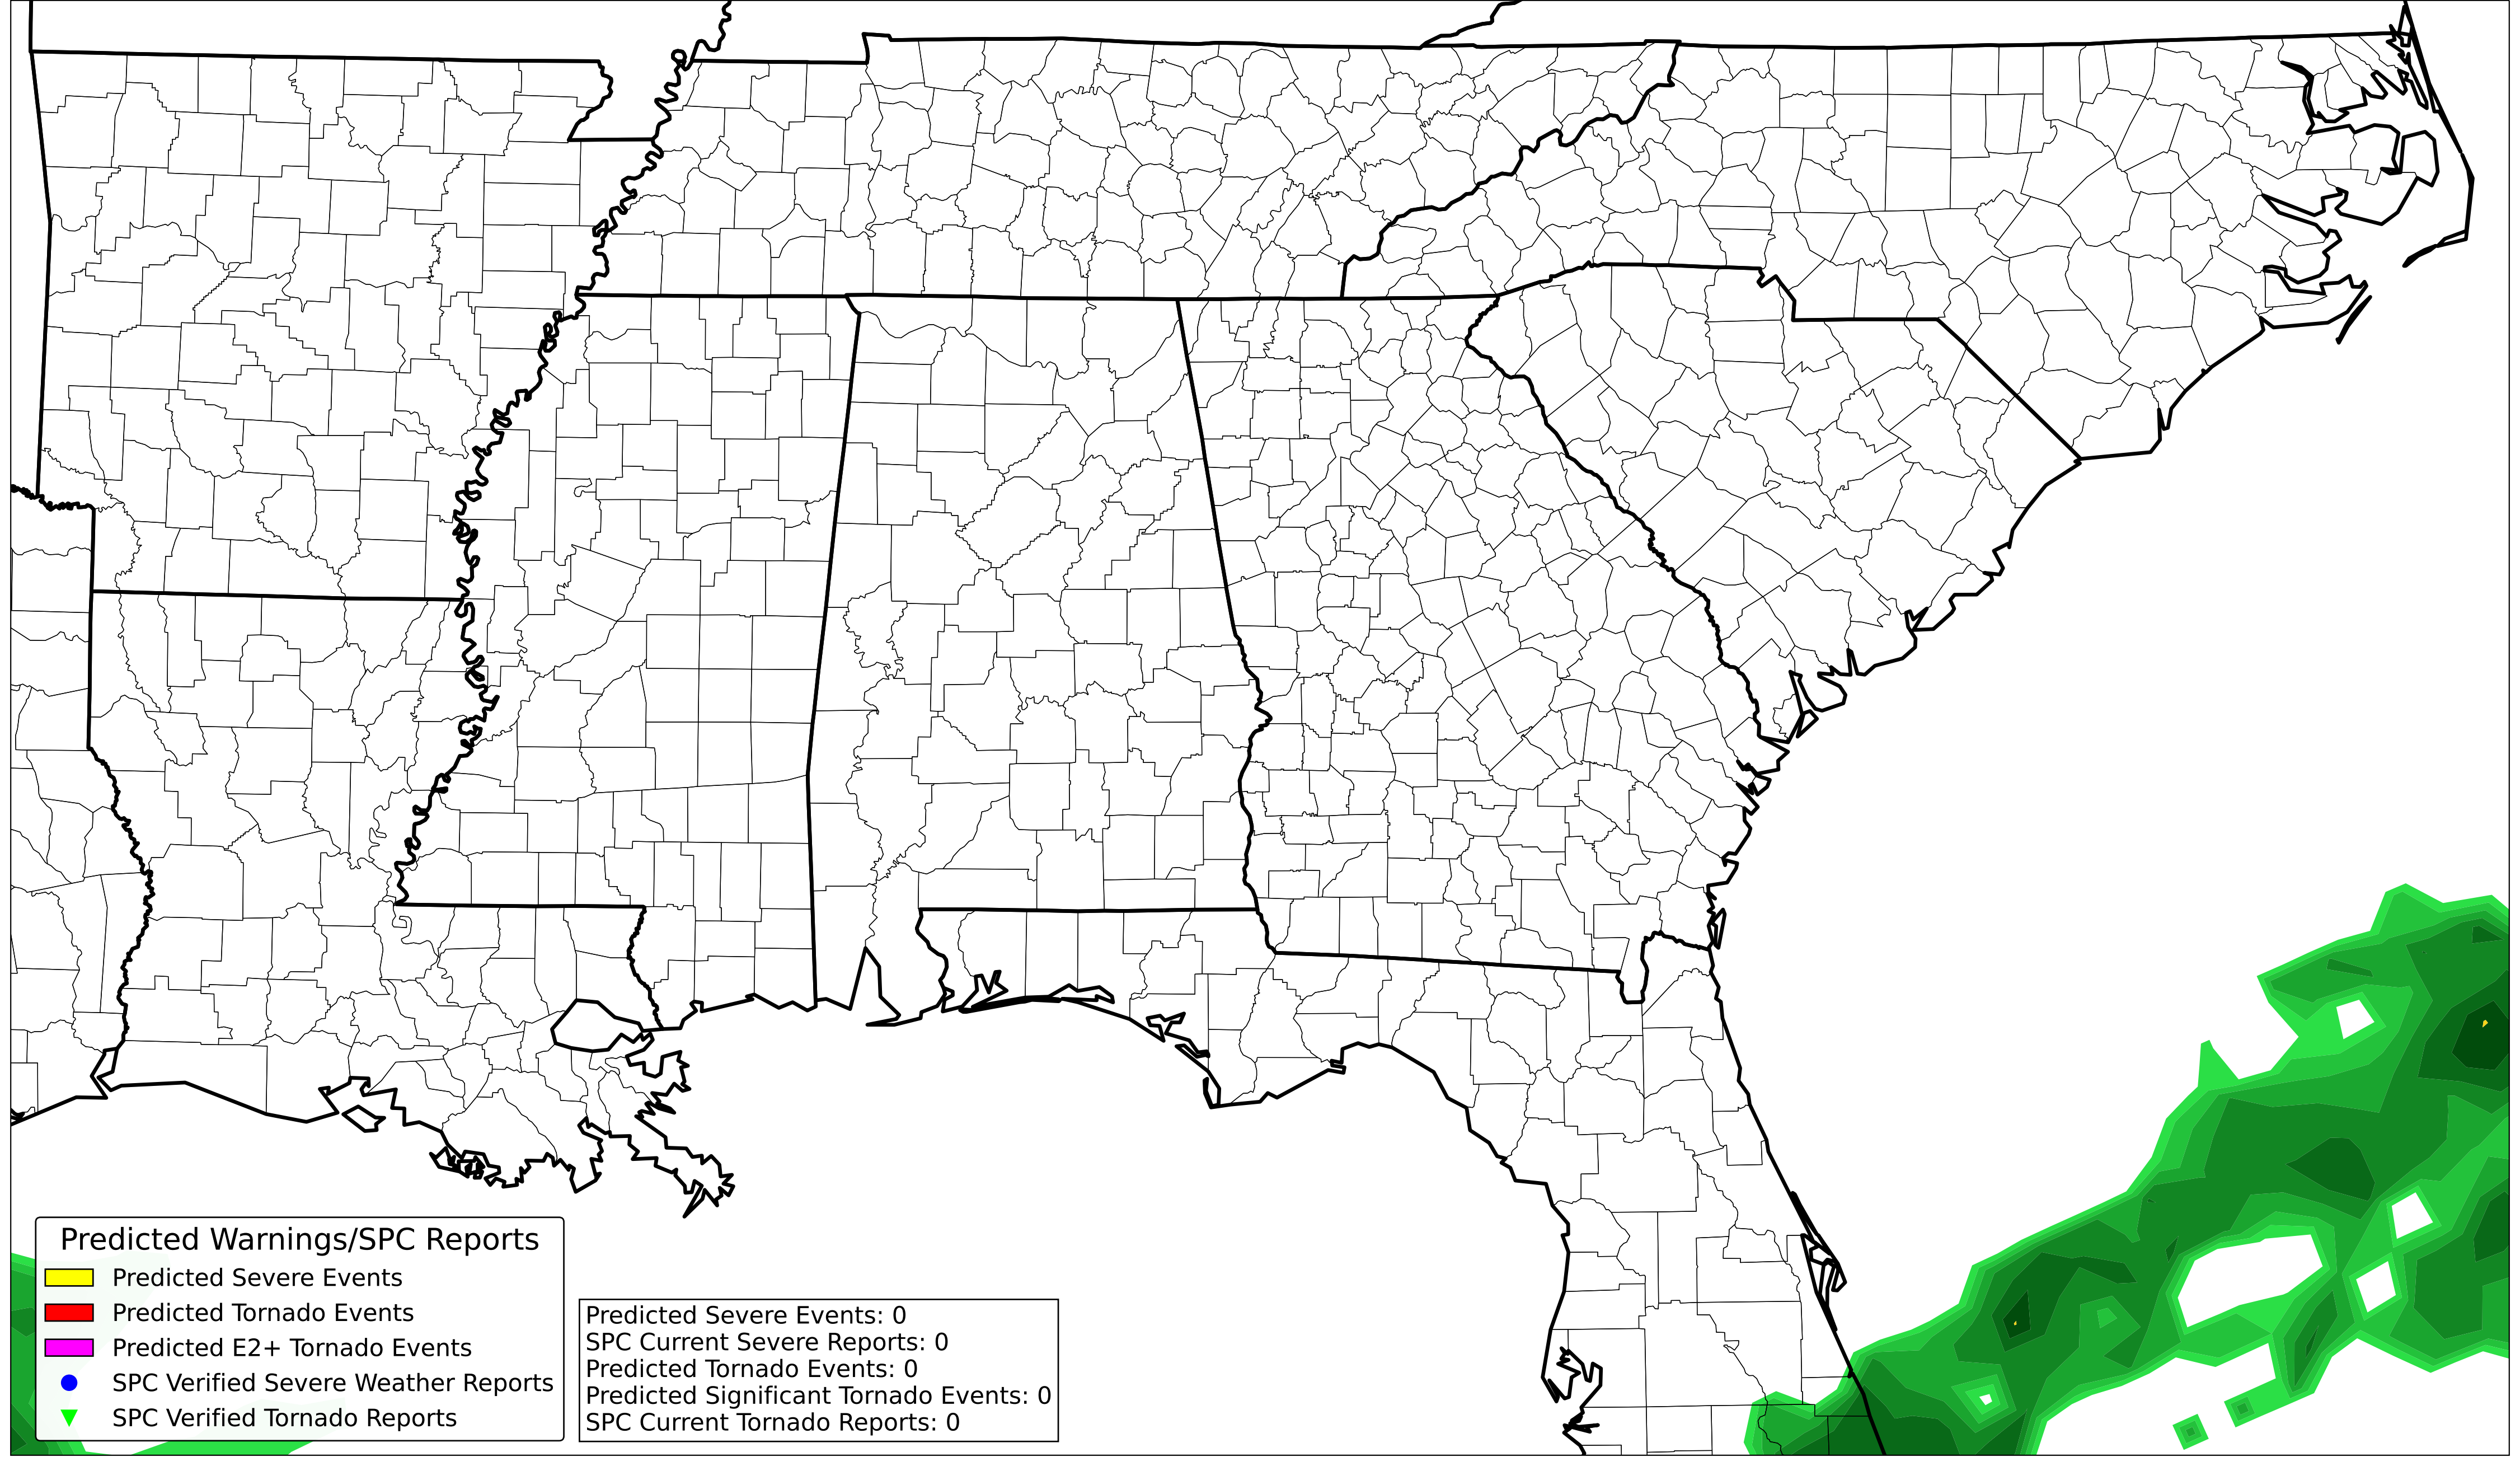 Predicted Warnings/SPC Reports
Predicted Severe Events
Predicted Tornado Events
Predicted E2+ Tornado Events
SPC Verified Severe Weather Reports
SPC Verified Tornado Reports
Predicted Severe Events: 0
SPC Current Severe Reports: 0
Predicted Tornado Events: 0
Predicted Significant Tornado Events: 0
SPC Current Tornado Reports: 0